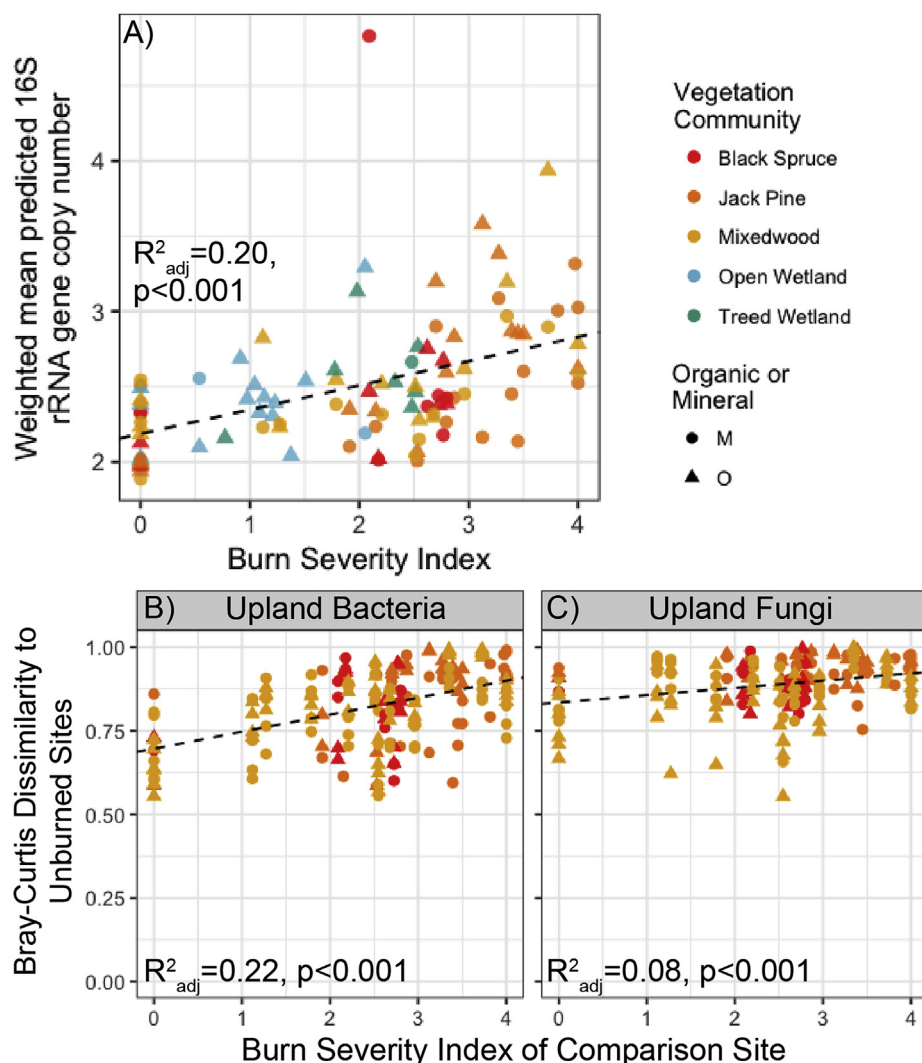 A)
Weighted mean predicted 16S
rRNA gene copy number
4
3
2
R²adj=0.20,
p<0.001
0 1 2 3 4
Burn Severity Index
Vegetation
Community
Black Spruce
Jack Pine
Mixedwood
Open Wetland
Treed Wetland
Organic or
Mineral
M
O
B) Upland Bacteria
C) Upland Fungi
Bray-Curtis Dissimilarity to
Unburned Sites
1.00
0.75
0.50
0.25
0.00
R²adj=0.22, p<0.001
R²adj=0.08, p<0.001
0 1 2 3 4
0 1 2 3 4
Burn Severity Index of Comparison Site